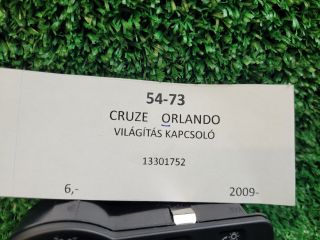 54-73
CRUZE ORLANDO
VILÁGÍTÁS KAPCSOLÓ
13301752
6,- 2009-